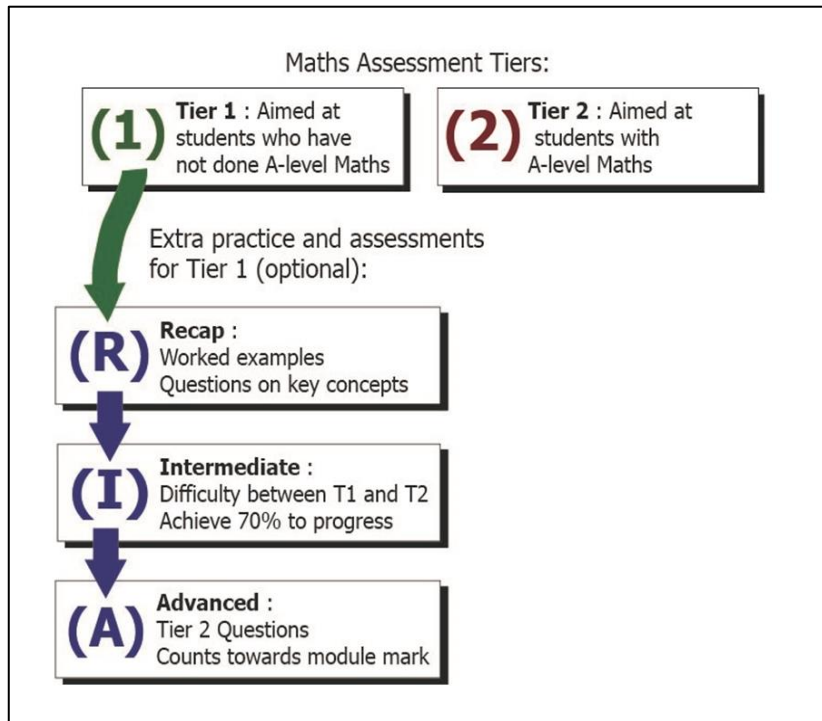 Maths Assessment Tiers:
(1)
Tier 1 : Aimed at
students who have
not done A-level Maths
(2)
Tier 2 : Aimed at
students with
A-level Maths
Extra practice and assessments
for Tier 1 (optional):
(R)
Recap :
Worked examples
Questions on key concepts
(I)
Intermediate :
Difficulty between T1 and T2
Achieve 70% to progress
(A)
Advanced :
Tier 2 Questions
Counts towards module mark